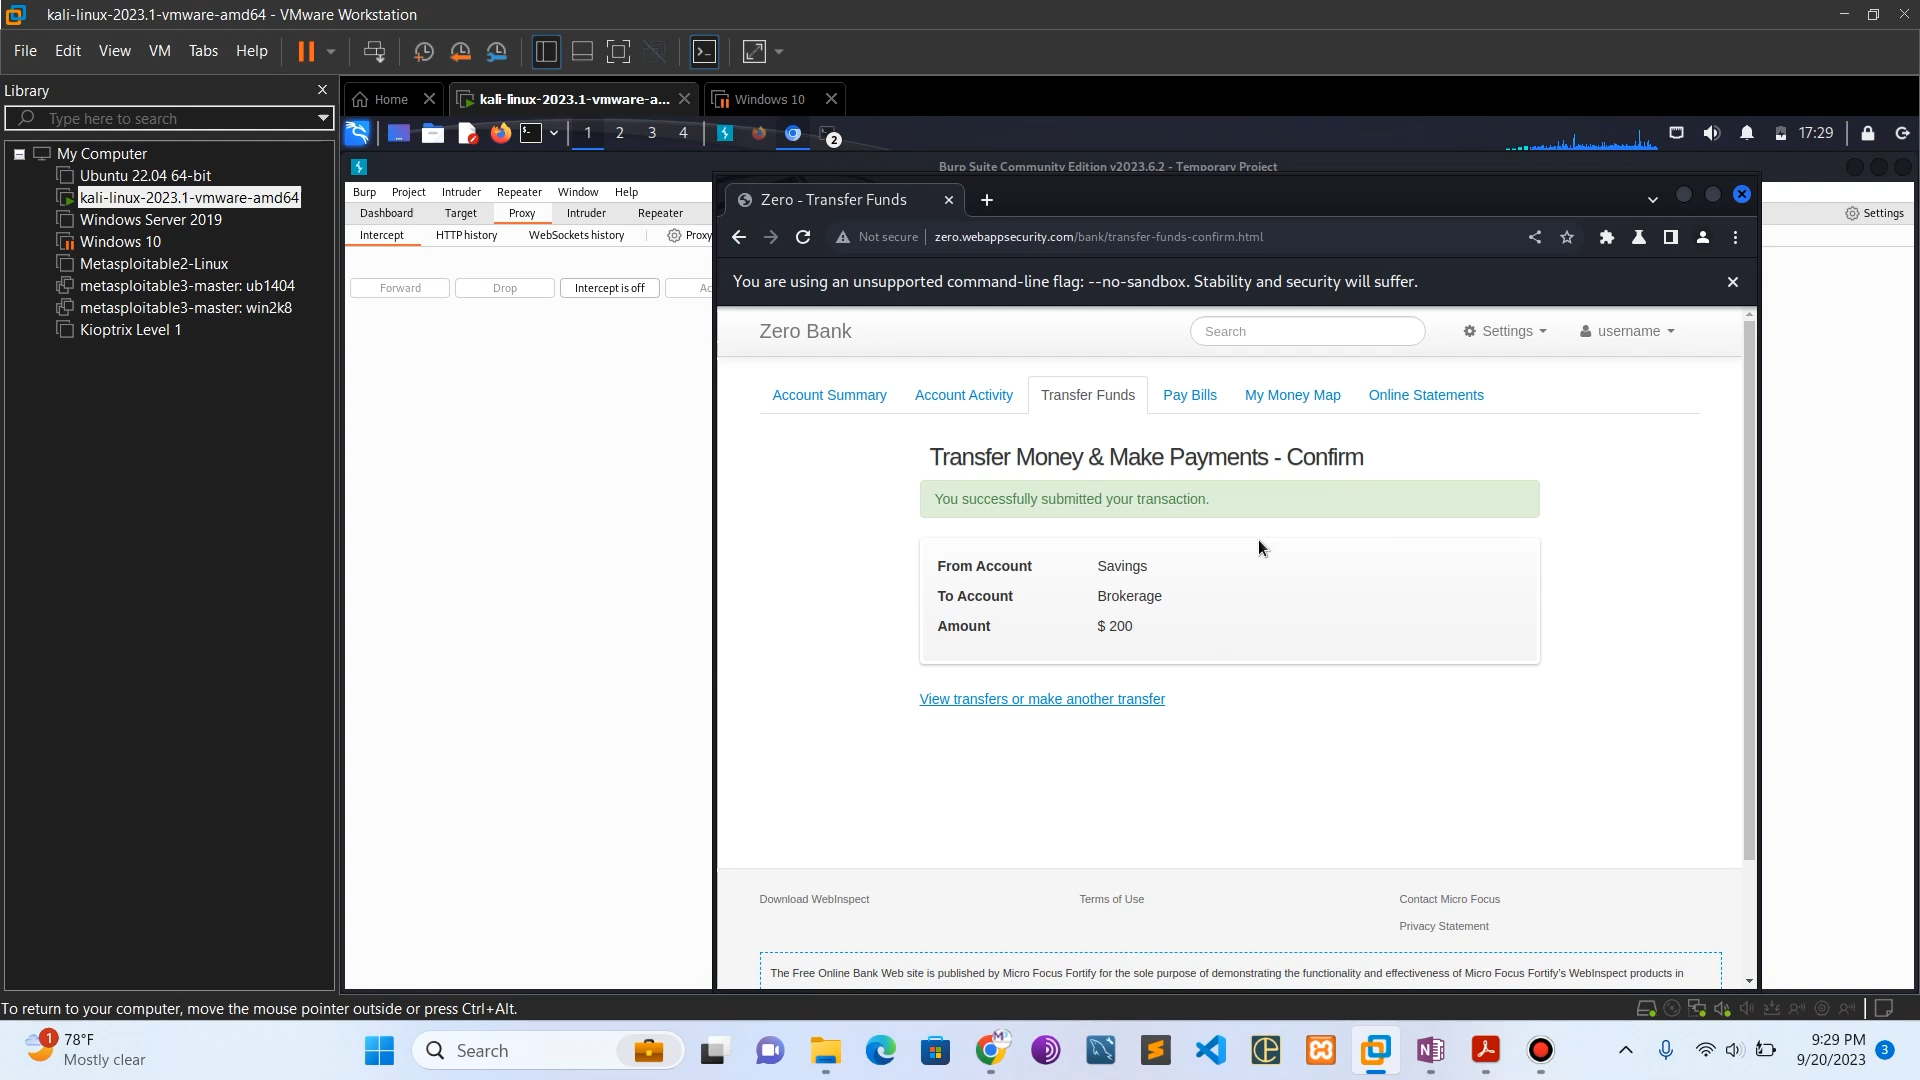 kali-linux-2023.1-vmware-amd64 - VMware Workstation
File Edit View VM Tabs Help
Library
Type here to search
My Computer
Ubuntu 22.04 64-bit
kali-linux-2023.1-vmware-amd64
Windows Server 2019
Windows 10
Metasploitable2-Linux
metasploitable3-master: ub1404
metasploitable3-master: win2k8
Kioptrix Level 1
Home kali-linux-2023.1-vmware-a... Windows 10
1 2 3 4 2 17:29
Burp Suite Community Edition v2023.6.2 - Temporary Project
Burp Project Intruder Repeater Window Help
Dashboard Target Proxy Intruder Repeater Settings
Intercept HTTP history WebSockets history Proxy
Forward Drop Intercept is off Ac
Zero - Transfer Funds
Not secure zero.webappsecurity.com/bank/transfer-funds-confirm.html
You are using an unsupported command-line flag: --no-sandbox. Stability and security will suffer.
Zero Bank Search Settings username
Account Summary Account Activity Transfer Funds Pay Bills My Money Map Online Statements
Transfer Money & Make Payments - Confirm
You successfully submitted your transaction.
From Account Savings
To Account Brokerage
Amount $ 200
View transfers or make another transfer
Download WebInspect Terms of Use Contact Micro Focus
Privacy Statement
The Free Online Bank Web site is published by Micro Focus Fortify for the sole purpose of demonstrating the functionality and effectiveness of Micro Focus Fortify's WebInspect products in
To return to your computer, move the mouse pointer outside or press Ctrl+Alt.
1 78°F
Mostly clear
Search
9:29 PM
9/20/2023
3